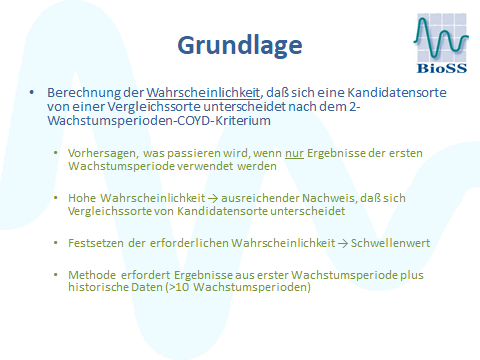 Grundlage
BioSS
• Berechnung der Wahrscheinlichkeit, daß sich eine Kandidatensorte
von einer Vergleichssorte unterscheidet nach dem 2-
Wachstumsperioden-COYD-Kriterium
• Vorhersagen, was passieren wird, wenn nur Ergebnisse der ersten
Wachstumsperiode verwendet werden
• Hohe Wahrscheinlichkeit → ausreichender Nachweis, daß sich
Vergleichssorte von Kandidatensorte unterscheidet
• Festsetzen der erforderlichen Wahrscheinlichkeit → Schwellenwert
• Methode erfordert Ergebnisse aus erster Wachstumsperiode plus
historische Daten (>10 Wachstumsperioden)